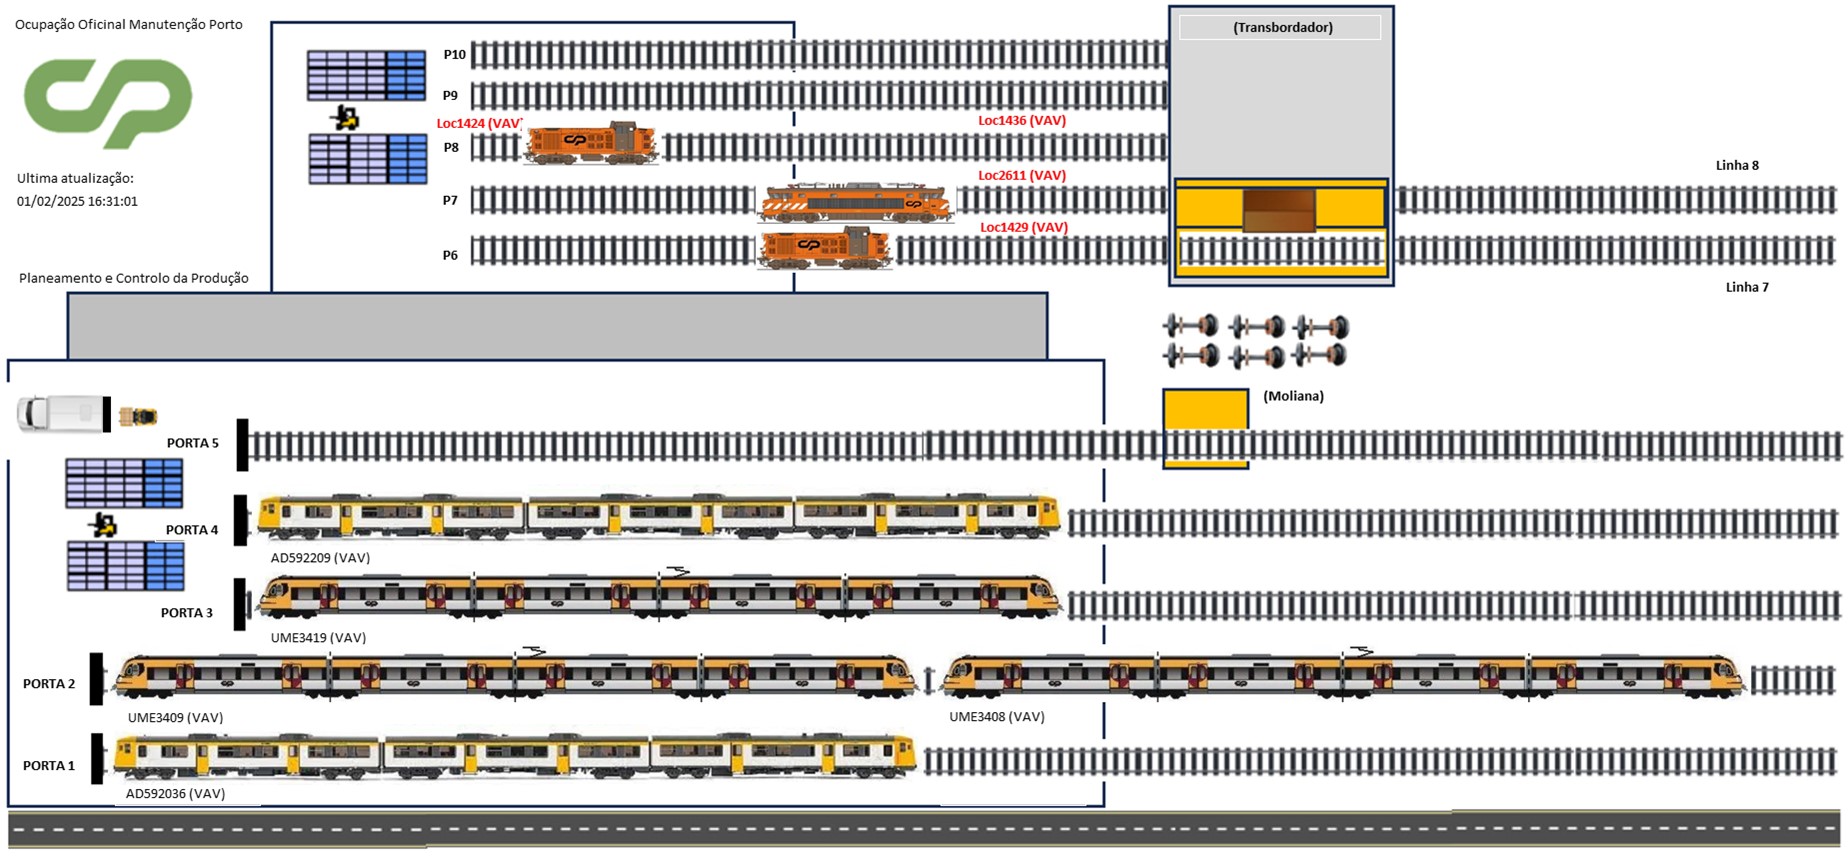 Ocupação Oficinal Manutenção Porto
Ultima atualização:
01/02/2025 16:31:01
Planeamento e Controlo da Produção
P10
P9
Loc1424 (VAV)
Loc1436 (VAV)
P8
Loc2611 (VAV)
P7
Loc1429 (VAV)
P6
(Transbordador)
Linha 8
Linha 7
(Moliana)
PORTA 5
PORTA 4
AD592209 (VAV)
PORTA 3
UME3419 (VAV)
PORTA 2
UME3409 (VAV)
UME3408 (VAV)
PORTA 1
AD592036 (VAV)